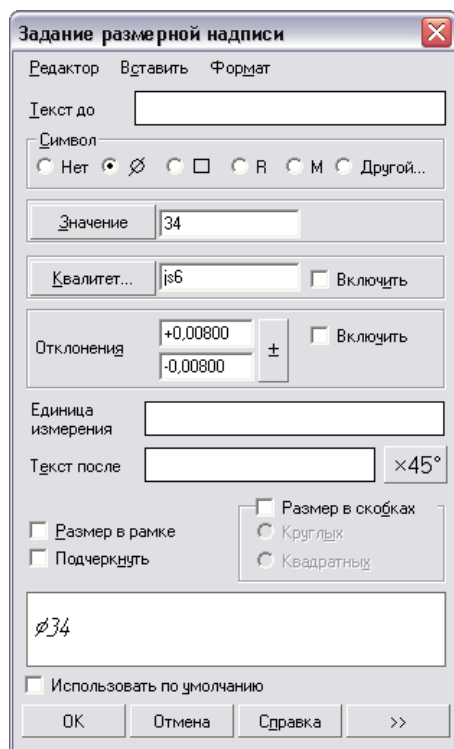 Задание размерной надписи
Редактор Вставить Формат
Текст до
Символ
Нет ⌀ □ R M Другой...
Значение 34
Квалитет... js6 Включить
Отклонения +0,00800 ± Включить
-0,00800
Единица
измерения
Текст после ×45°
Размер в скобках
Размер в рамке Круглых
Подчеркнуть Квадратных
⌀34
Использовать по умолчанию
OK Отмена Справка >>